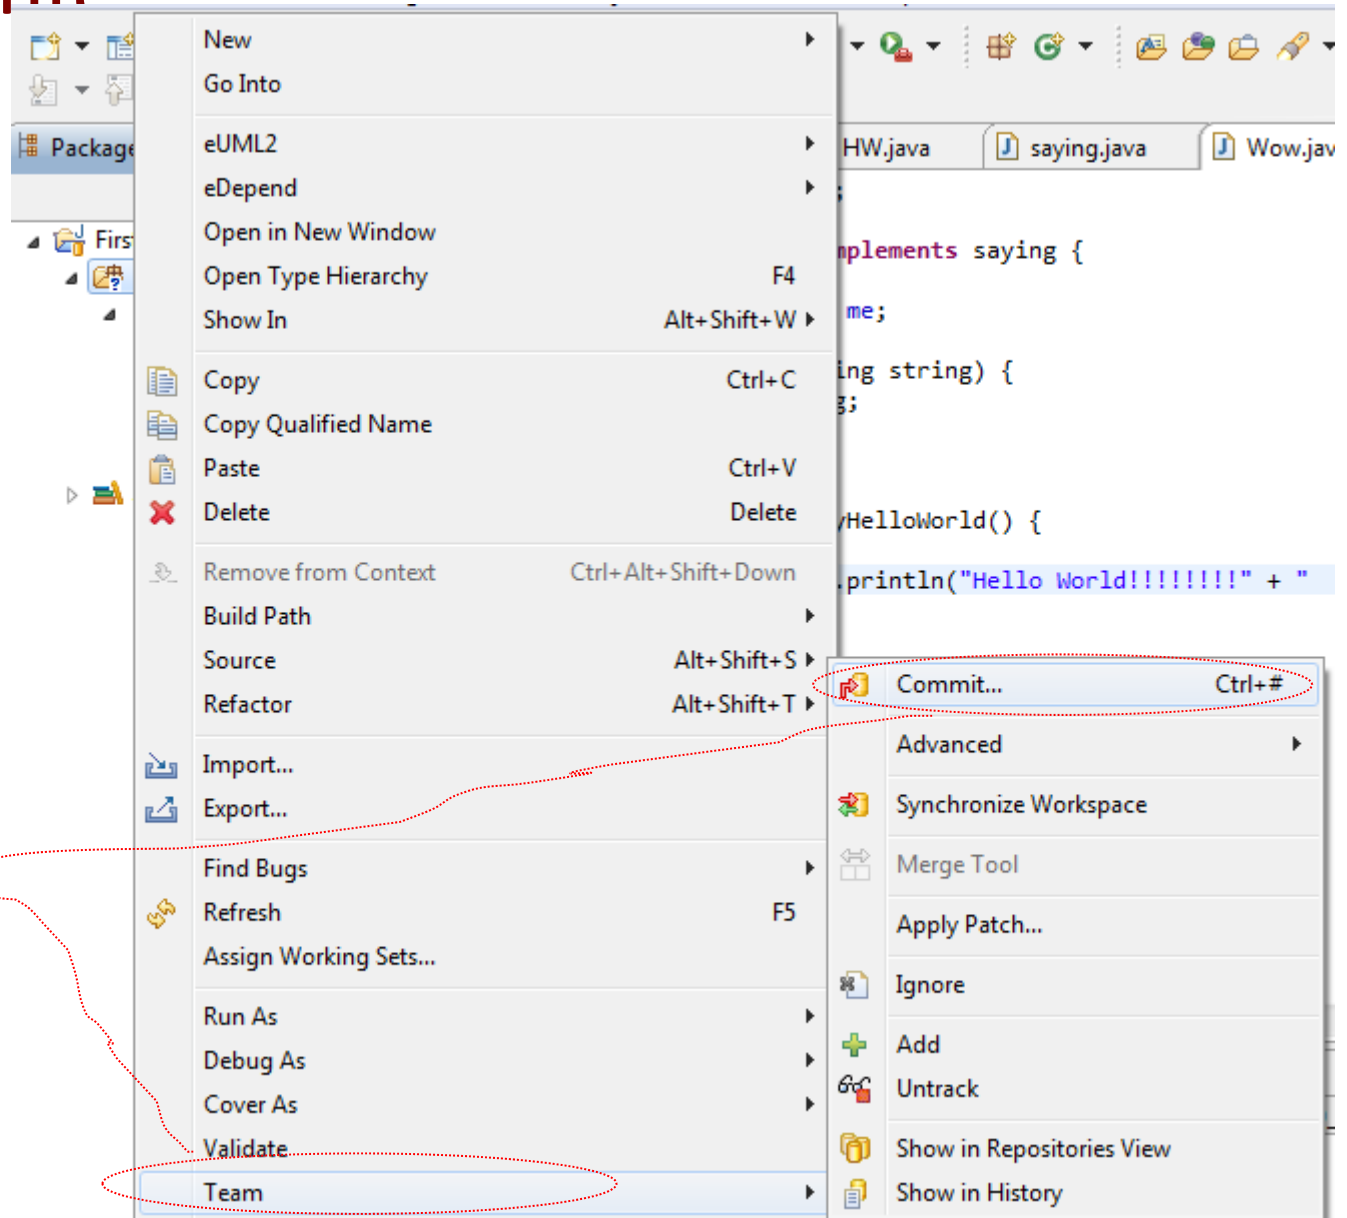 New
Go Into
eUML2
eDepend
Open in New Window
Open Type Hierarchy F4
Show In Alt+Shift+W
Copy Ctrl+C
Copy Qualified Name
Paste Ctrl+V
Delete Delete
Remove from Context Ctrl+Alt+Shift+Down
Build Path
Source Alt+Shift+S
Refactor Alt+Shift+T
Import...
Export...
Find Bugs
Refresh F5
Assign Working Sets...
Run As
Debug As
Cover As
Validate
Team
Package
Firs
HW.java
saying.java
Wow.jav
;
mplements saying {
me;
ing string) {
g;
yHelloWorld() {
.println("Hello World!!!!!!!!!" + "
Commit... Ctrl+#
Advanced
Synchronize Workspace
Merge Tool
Apply Patch...
Ignore
Add
Untrack
Show in Repositories View
Show in History